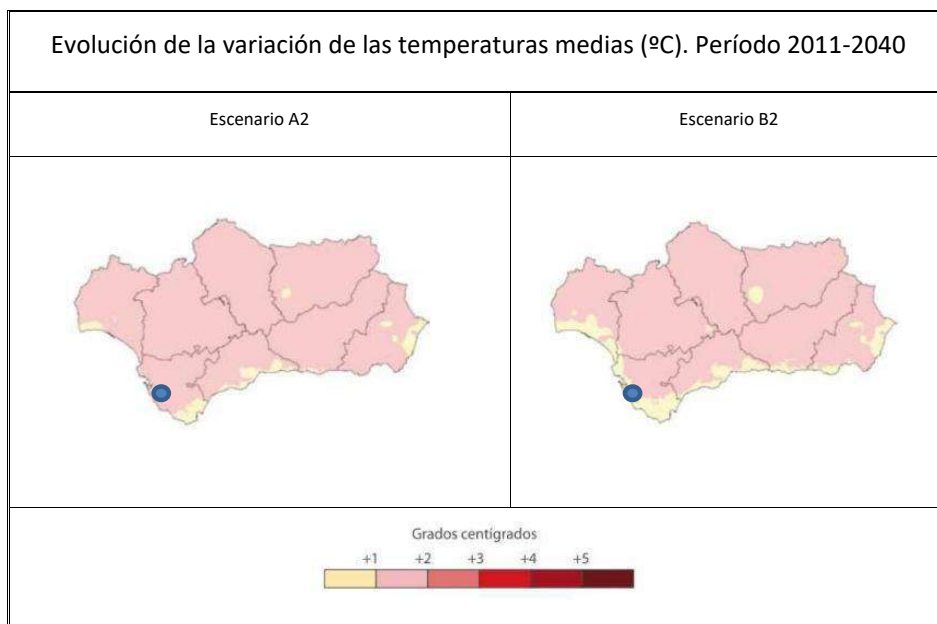 Evolución de la variación de las temperaturas medias (ºC). Período 2011-2040
Escenario A2
Escenario B2
Grados centígrados
+1 +2 +3 +4 +5